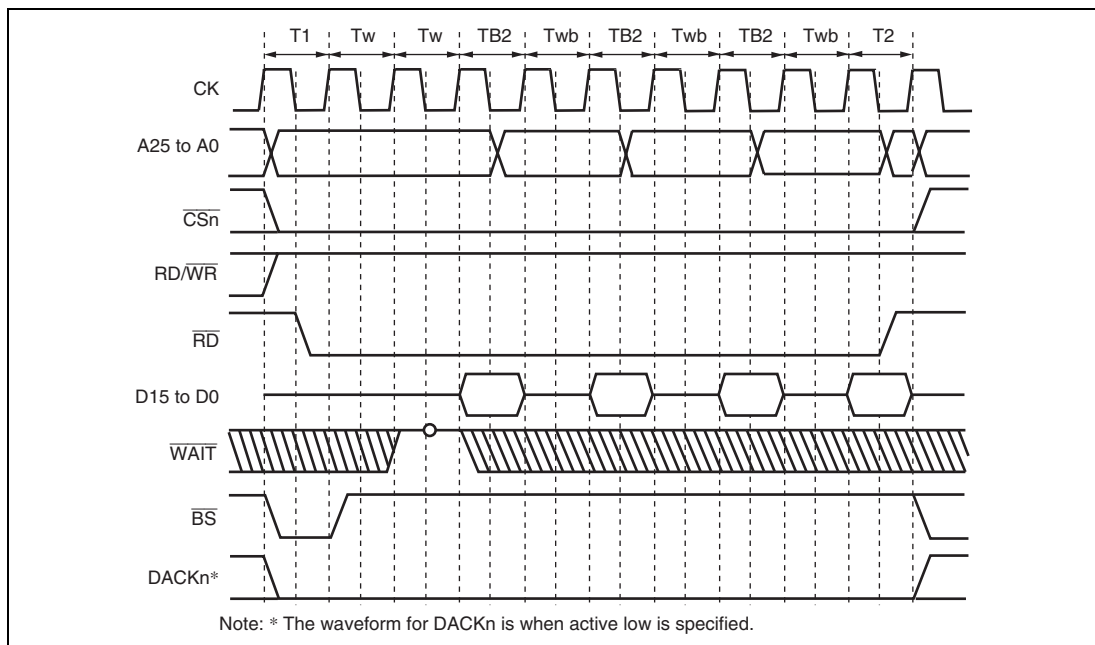 T1 Tw Tw TB2 Twb TB2 Twb TB2 Twb T2
CK
A25 to A0
CSn
RD/WR
RD
D15 to D0
WAIT
BS
DACKn*
Note: * The waveform for DACKn is when active low is specified.